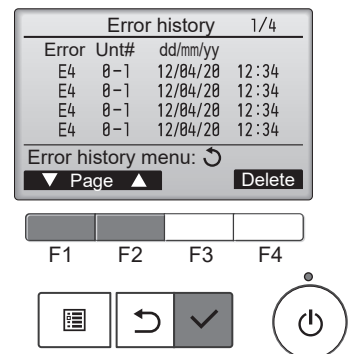 Error history 1/4
Error Unt# dd/mm/yy
E4 0-1 12/04/20 12:34
E4 0-1 12/04/20 12:34
E4 0-1 12/04/20 12:34
E4 0-1 12/04/20 12:34
Error history menu:
▼ Page ▲ Delete
F1 F2 F3 F4